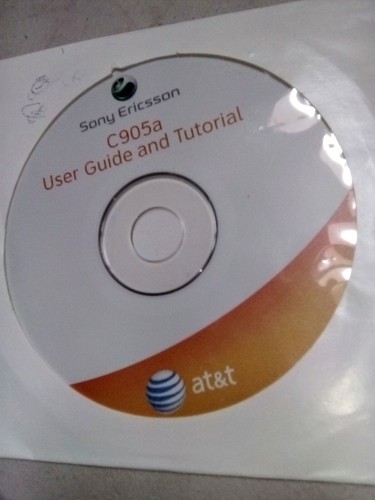 Sony Ericsson
C905a
User Guide and Tutorial
at&t